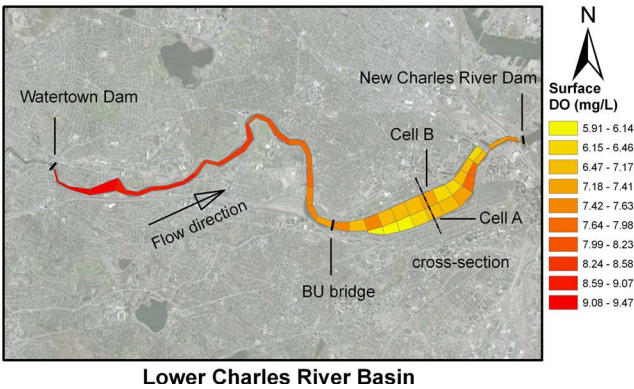 N
New Charles River Dam
Watertown Dam
Cell B
Flow direction
Cell A
cross-section
BU bridge
Surface
DO (mg/L)
5.91 - 6.14
6.15 - 6.46
6.47 - 7.17
7.18 - 7.41
7.42 - 7.63
7.64 - 7.98
7.99 - 8.23
8.24 - 8.58
8.59 - 9.07
9.08 - 9.47
Lower Charles River Basin